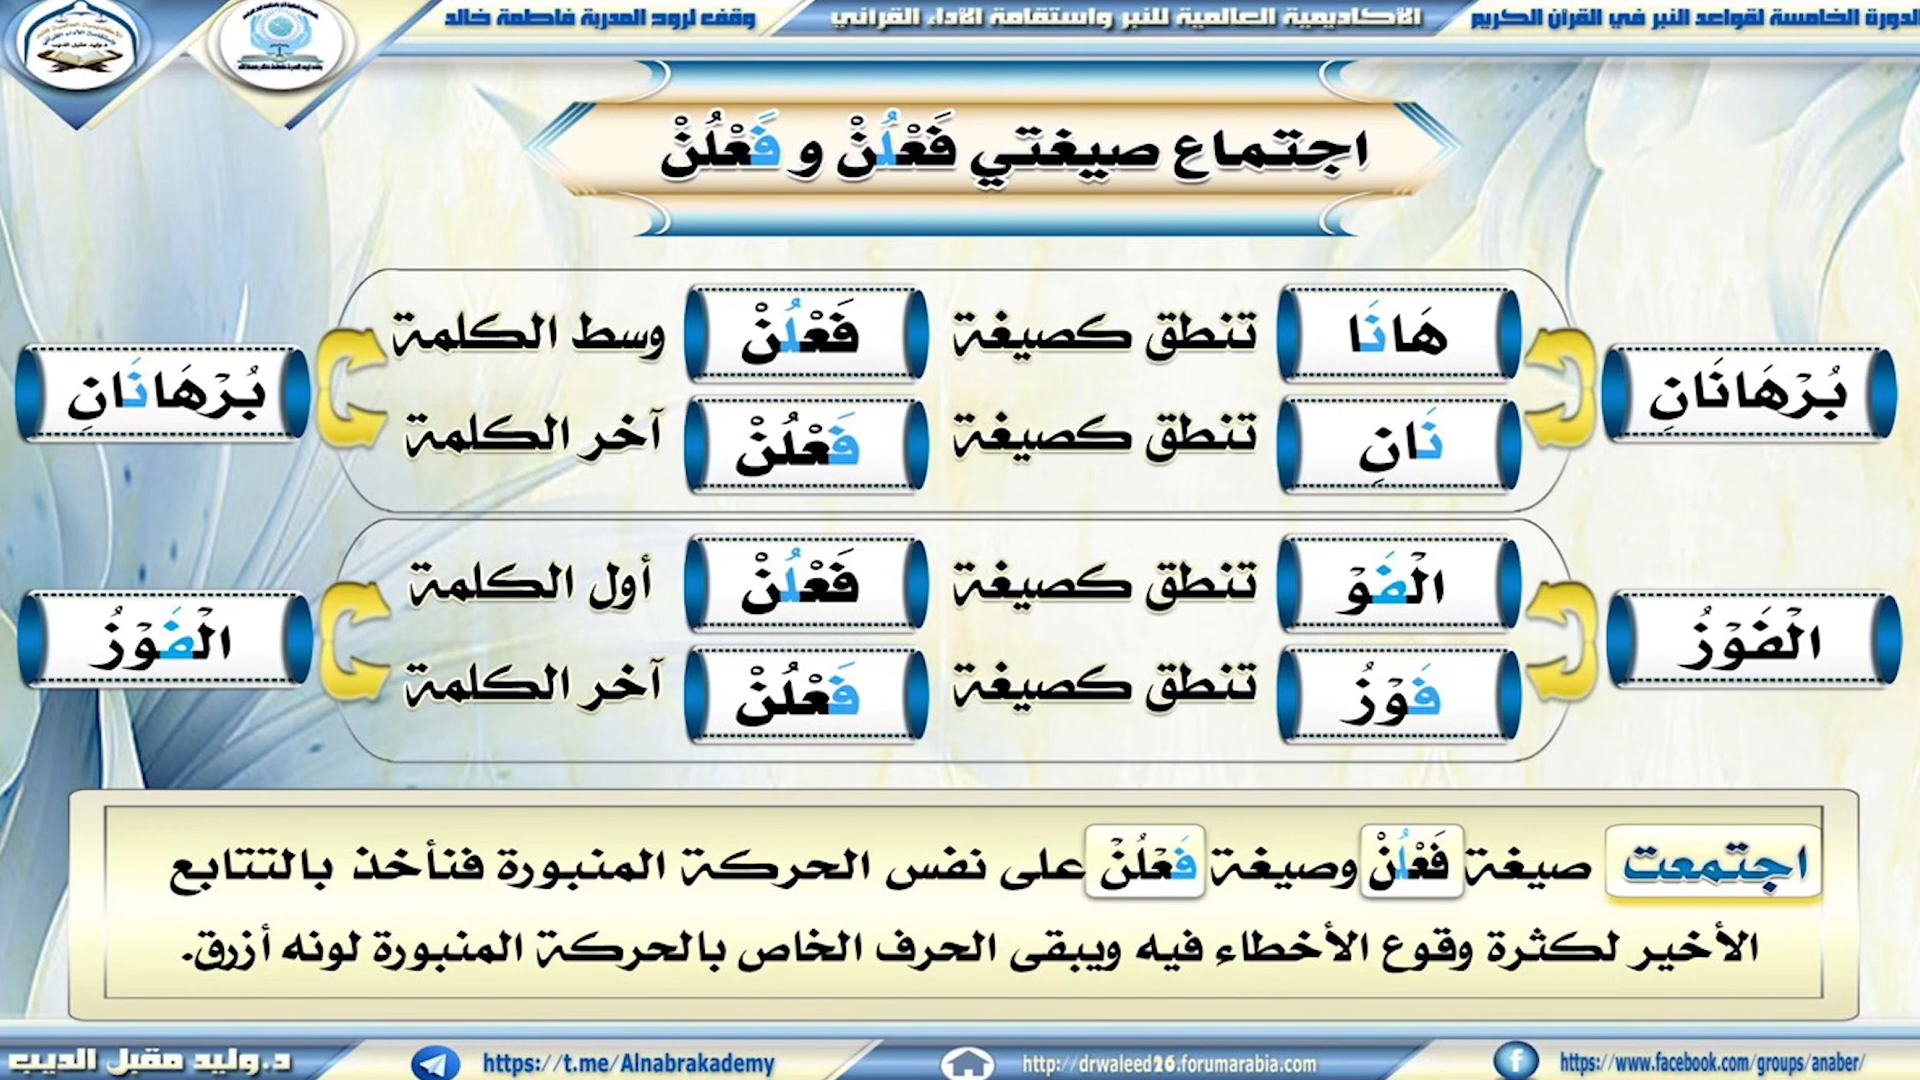 الدورة الخامسة لقواعد النبر في القرآن الكريم
الأكاديمية العالمية للنبر واستقامة الأداء القرآني
وقف لروح المدربة فاطمة خالد
اجتماع صيغتي فَعْلُنْ و فَعْلُنْ
بُرْهَانَانِ
هَانَا تنطق كصيغة فَعْلُنْ وسط الكلمة
نَانِ تنطق كصيغة فَعْلُنْ آخر الكلمة
بُرْهَانَانِ
الْفَوْزُ
الْفَوْ تنطق كصيغة فَعْلُنْ أول الكلمة
فَوْزُ تنطق كصيغة فَعْلُنْ آخر الكلمة
الْفَوْزُ
اجتمعت صيغة فَعْلُنْ وصيغة فَعْلُنْ على نفس الحركة المنبورة فنأخذ بالتتابع
الأخير لكثرة وقوع الأخطاء فيه ويبقى الحرف الخاص بالحركة المنبورة لونه أزرق.
د.وليد مقبل الديب
https://t.me/Alnabrakademy
http://drwaleed26.forumarabia.com
https://www.facebook.com/groups/anaber/